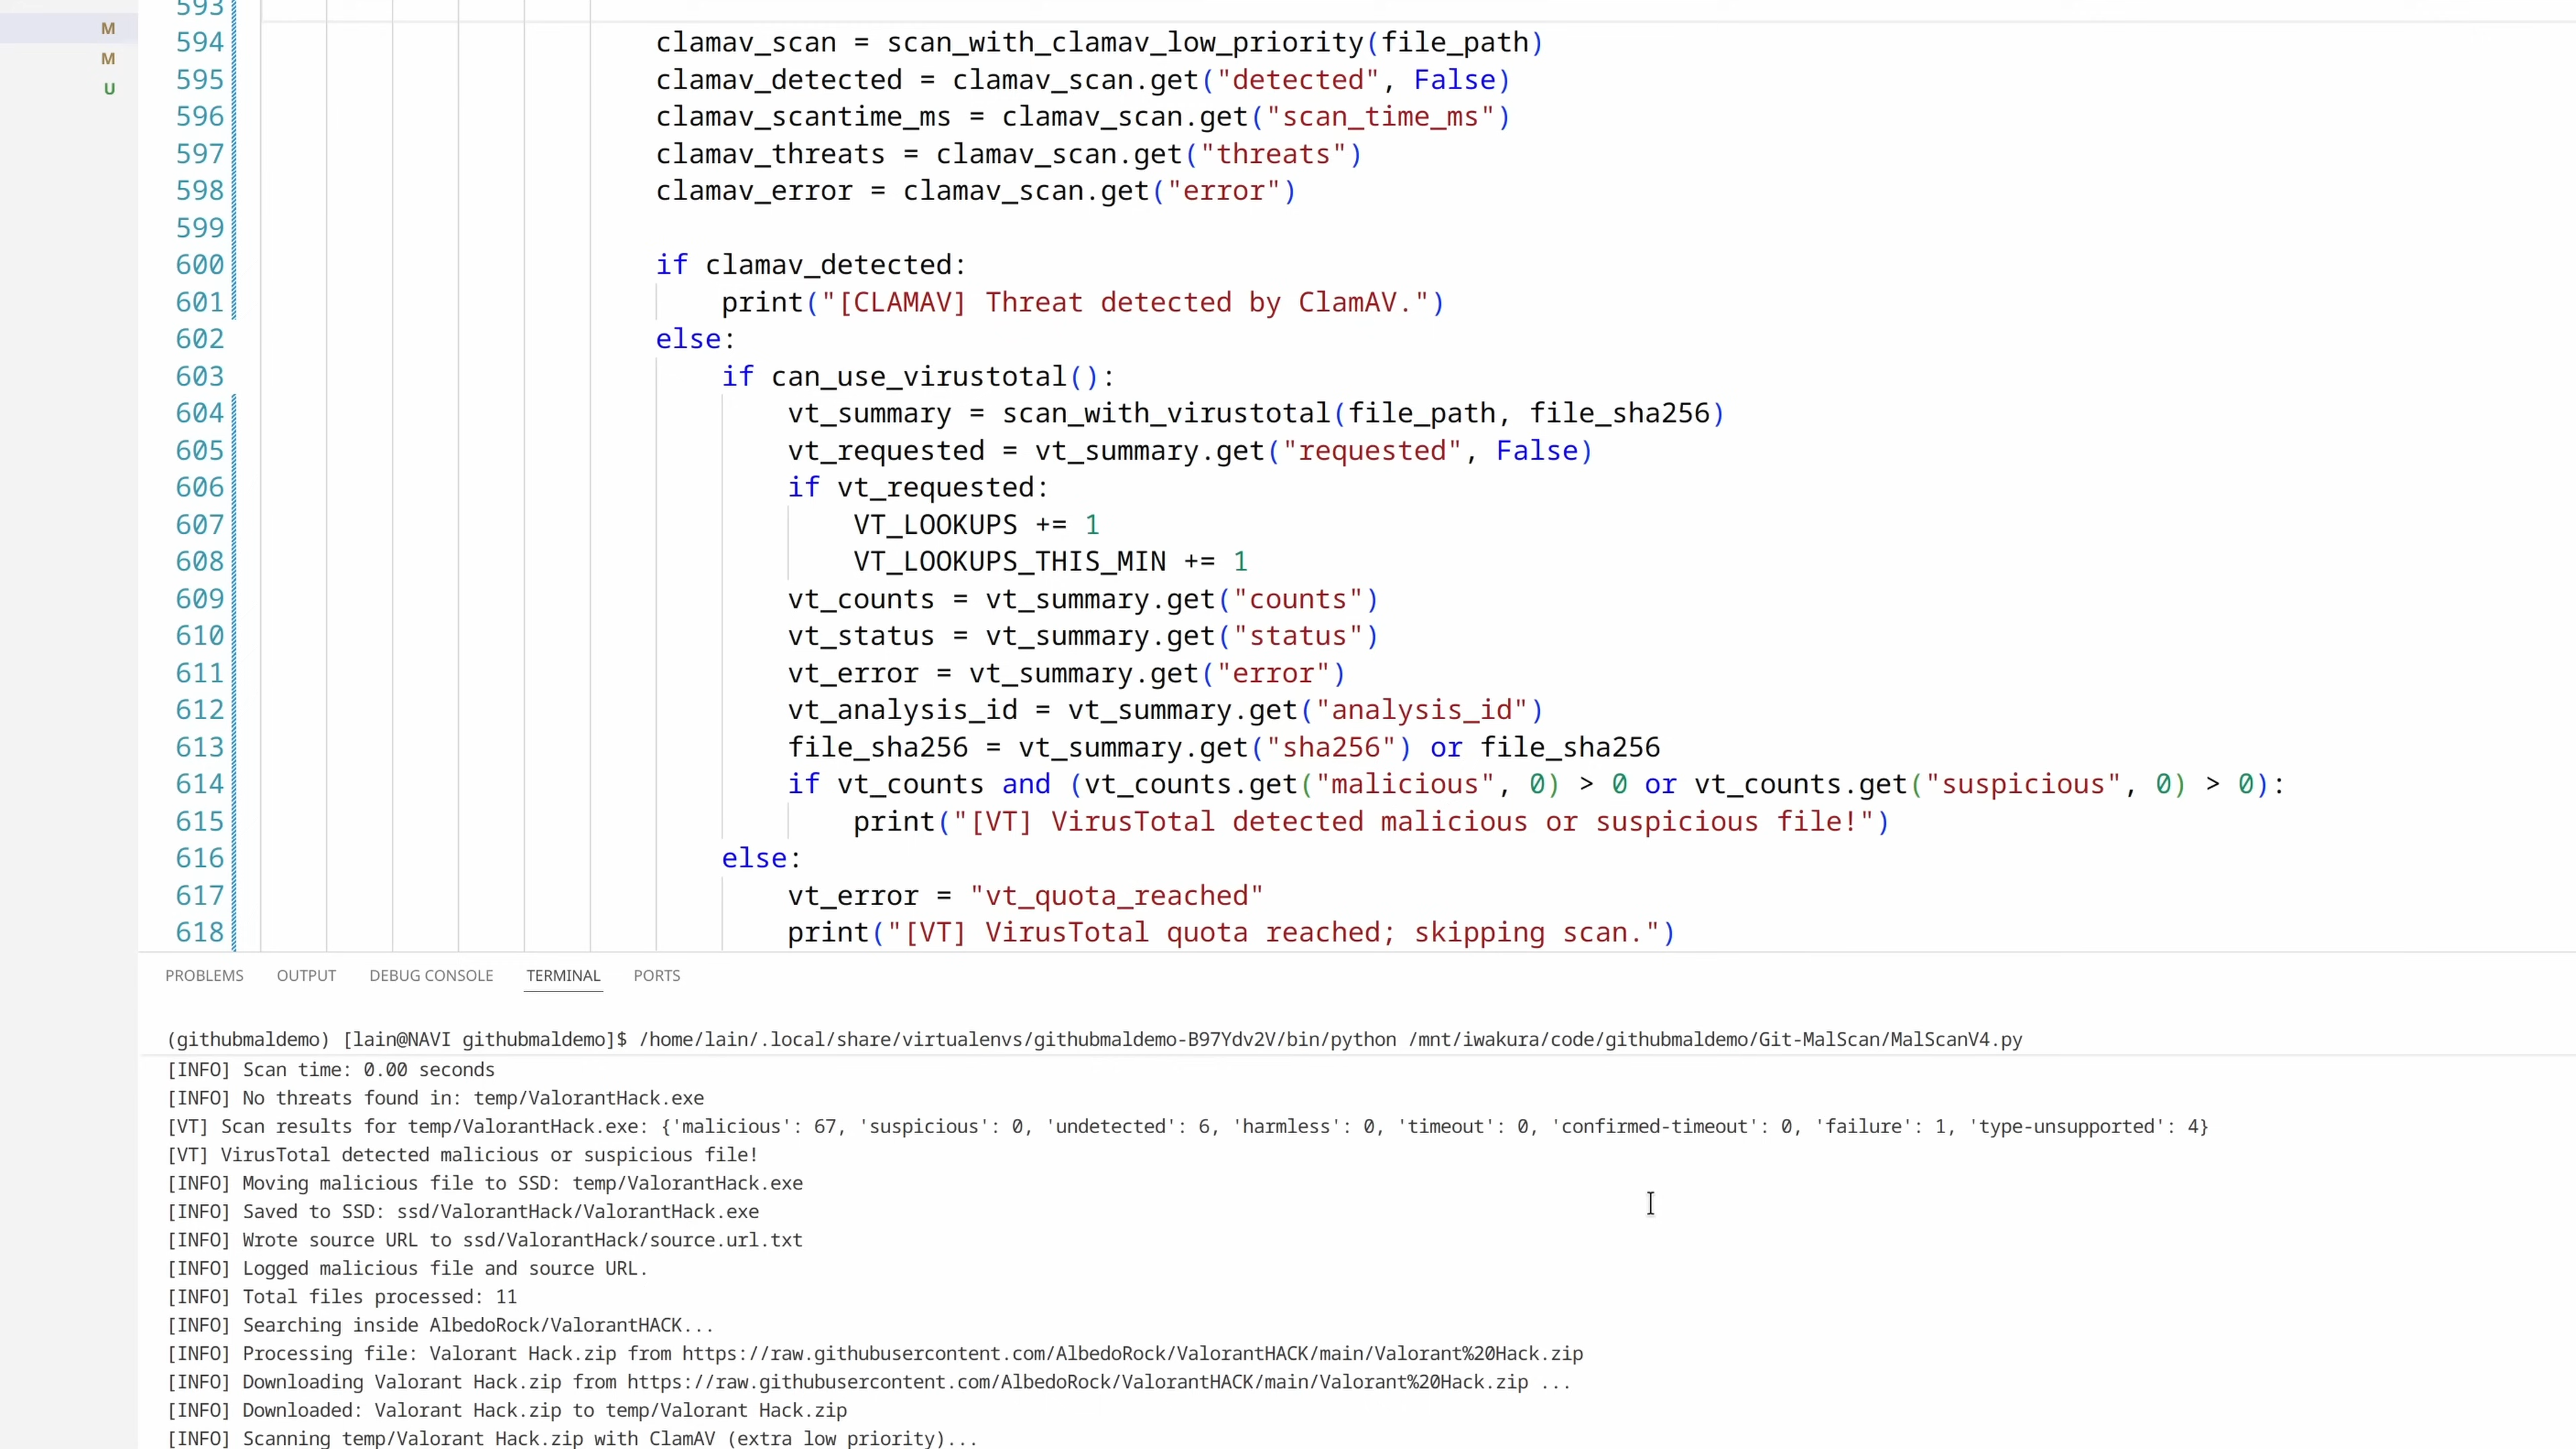 593
M
594 clamav_scan = scan_with_clamav_low_priority(file_path)
M
595 clamav_detected = clamav_scan.get("detected", False)
U
596 clamav_scantime_ms = clamav_scan.get("scan_time_ms")
597 clamav_threats = clamav_scan.get("threats")
598 clamav_error = clamav_scan.get("error")
599
600 if clamav_detected:
601 print("[CLAMAV] Threat detected by ClamAV.")
602 else:
603 if can_use_virustotal():
604 vt_summary = scan_with_virustotal(file_path, file_sha256)
605 vt_requested = vt_summary.get("requested", False)
606 if vt_requested:
607 VT_LOOKUPS += 1
608 VT_LOOKUPS_THIS_MIN += 1
609 vt_counts = vt_summary.get("counts")
610 vt_status = vt_summary.get("status")
611 vt_error = vt_summary.get("error")
612 vt_analysis_id = vt_summary.get("analysis_id")
613 file_sha256 = vt_summary.get("sha256") or file_sha256
614 if vt_counts and (vt_counts.get("malicious", 0) > 0 or vt_counts.get("suspicious", 0) > 0):
615 print("[VT] VirusTotal detected malicious or suspicious file!")
616 else:
617 vt_error = "vt_quota_reached"
618 print("[VT] VirusTotal quota reached; skipping scan.")
PROBLEMS OUTPUT DEBUG CONSOLE TERMINAL PORTS
(githubmaldemo) [lain@NAVI githubmaldemo]$ /home/lain/.local/share/virtualenvs/githubmaldemo-B97Ydv2V/bin/python /mnt/iwakura/code/githubmaldemo/Git-MalScan/MalScanV4.py
[INFO] Scan time: 0.00 seconds
[INFO] No threats found in: temp/ValorantHack.exe
[VT] Scan results for temp/ValorantHack.exe: {'malicious': 67, 'suspicious': 0, 'undetected': 6, 'harmless': 0, 'timeout': 0, 'confirmed-timeout': 0, 'failure': 1, 'type-unsupported': 4}
[VT] VirusTotal detected malicious or suspicious file!
[INFO] Moving malicious file to SSD: temp/ValorantHack.exe
[INFO] Saved to SSD: ssd/ValorantHack/ValorantHack.exe
[INFO] Wrote source URL to ssd/ValorantHack/source.url.txt
[INFO] Logged malicious file and source URL.
[INFO] Total files processed: 11
[INFO] Searching inside AlbedoRock/ValorantHACK...
[INFO] Processing file: Valorant Hack.zip from https://raw.githubusercontent.com/AlbedoRock/ValorantHACK/main/Valorant%20Hack.zip
[INFO] Downloading Valorant Hack.zip from https://raw.githubusercontent.com/AlbedoRock/ValorantHACK/main/Valorant%20Hack.zip ...
[INFO] Downloaded: Valorant Hack.zip to temp/Valorant Hack.zip
[INFO] Scanning temp/Valorant Hack.zip with ClamAV (extra low priority)...